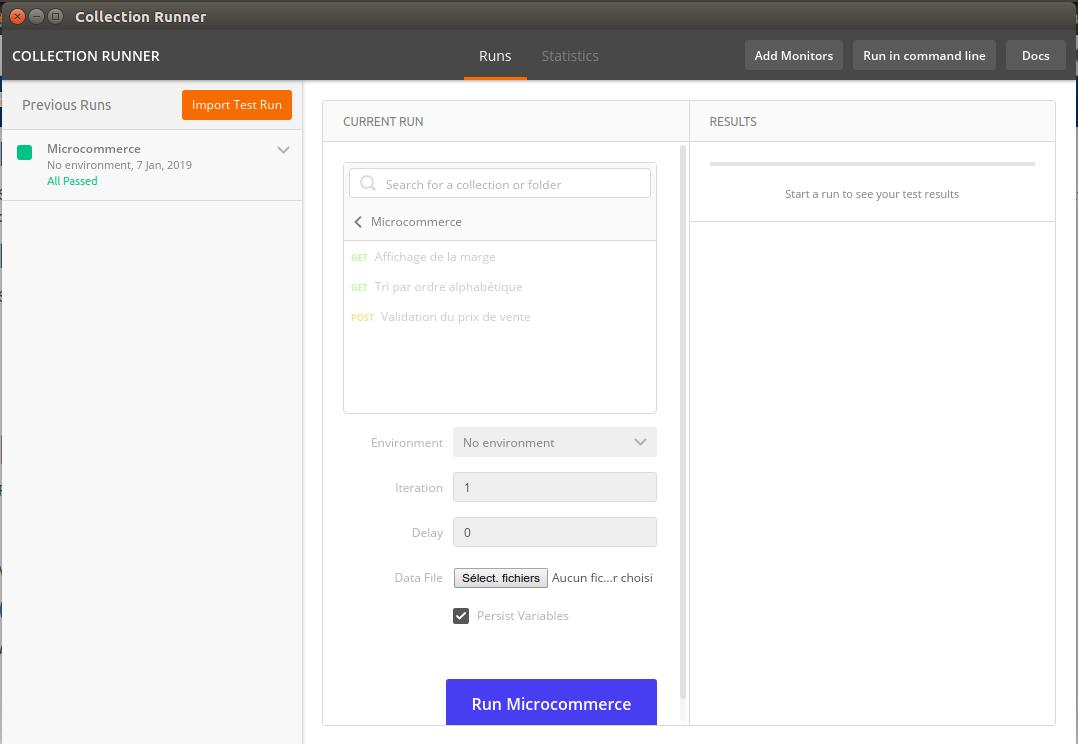 Collection Runner
COLLECTION RUNNER
Runs
Statistics
Add Monitors
Run in command line
Docs
Previous Runs
Import Test Run
Microcommerce
No environment, 7 Jan, 2019
All Passed
CURRENT RUN
Search for a collection or folder
Microcommerce
GET Affichage de la marge
GET Tri par ordre alphabétique
POST Validation du prix de vente
Environment No environment
Iteration 1
Delay 0
Data File Sélect. fichiers Aucun fic...r choisi
Persist Variables
Run Microcommerce
RESULTS
Start a run to see your test results